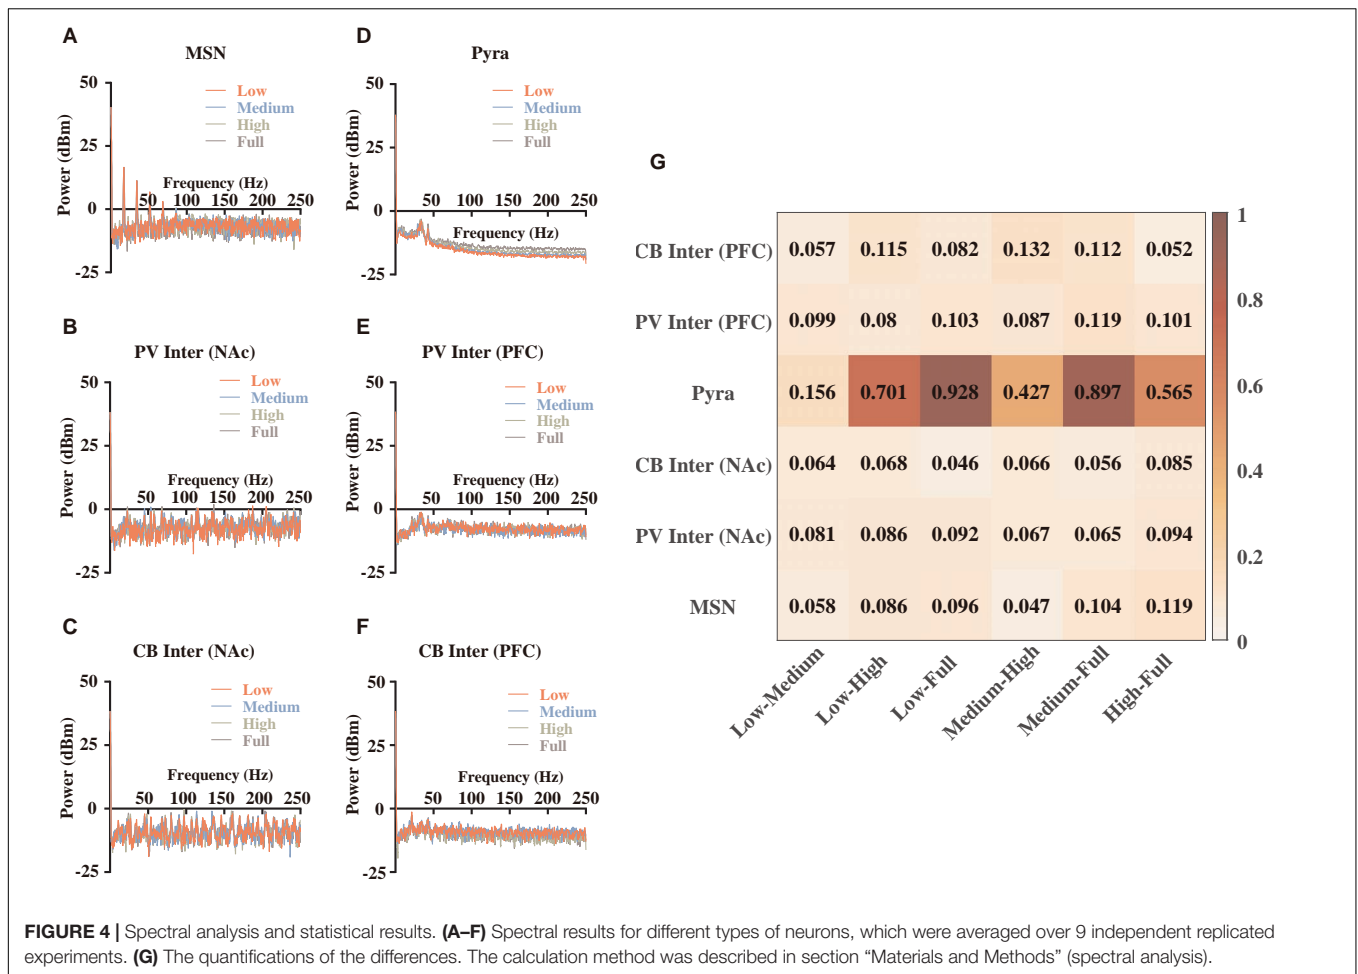 A
MSN
50
25
0
-25
Power (dBm)
Low
Medium
High
Full
Frequency (Hz)
50 100 150 200 250
D
Pyra
50
25
0
-25
Power (dBm)
Low
Medium
High
Full
50 100 150 200 250
Frequency (Hz)
B
PV Inter (NAc)
50
25
0
-25
Power (dBm)
Low
Medium
High
Full
Frequency (Hz)
50 100 150 200 250
E
PV Inter (PFC)
50
25
0
-25
Power (dBm)
Low
Medium
High
Full
Frequency (Hz)
50 100 150 200 250
C
CB Inter (NAc)
50
25
0
-25
Power (dBm)
Low
Medium
High
Full
Frequency (Hz)
50 100 150 200 250
F
CB Inter (PFC)
50
25
0
-25
Power (dBm)
Low
Medium
High
Full
Frequency (Hz)
50 100 150 200 250
G
CB Inter (PFC) 0.057 0.115 0.082 0.132 0.112 0.052
PV Inter (PFC) 0.099 0.08 0.103 0.087 0.119 0.101
Pyra 0.156 0.701 0.928 0.427 0.897 0.565
CB Inter (NAc) 0.064 0.068 0.046 0.066 0.056 0.085
PV Inter (NAc) 0.081 0.086 0.092 0.067 0.065 0.094
MSN 0.058 0.086 0.096 0.047 0.104 0.119
Low-Medium
Low-High
Low-Full
Medium-High
Medium-Full
High-Full
1
0.8
0.6
0.4
0.2
0
FIGURE 4 | Spectral analysis and statistical results. (A–F) Spectral results for different types of neurons, which were averaged over 9 independent replicated
experiments. (G) The quantifications of the differences. The calculation method was described in section “Materials and Methods” (spectral analysis).